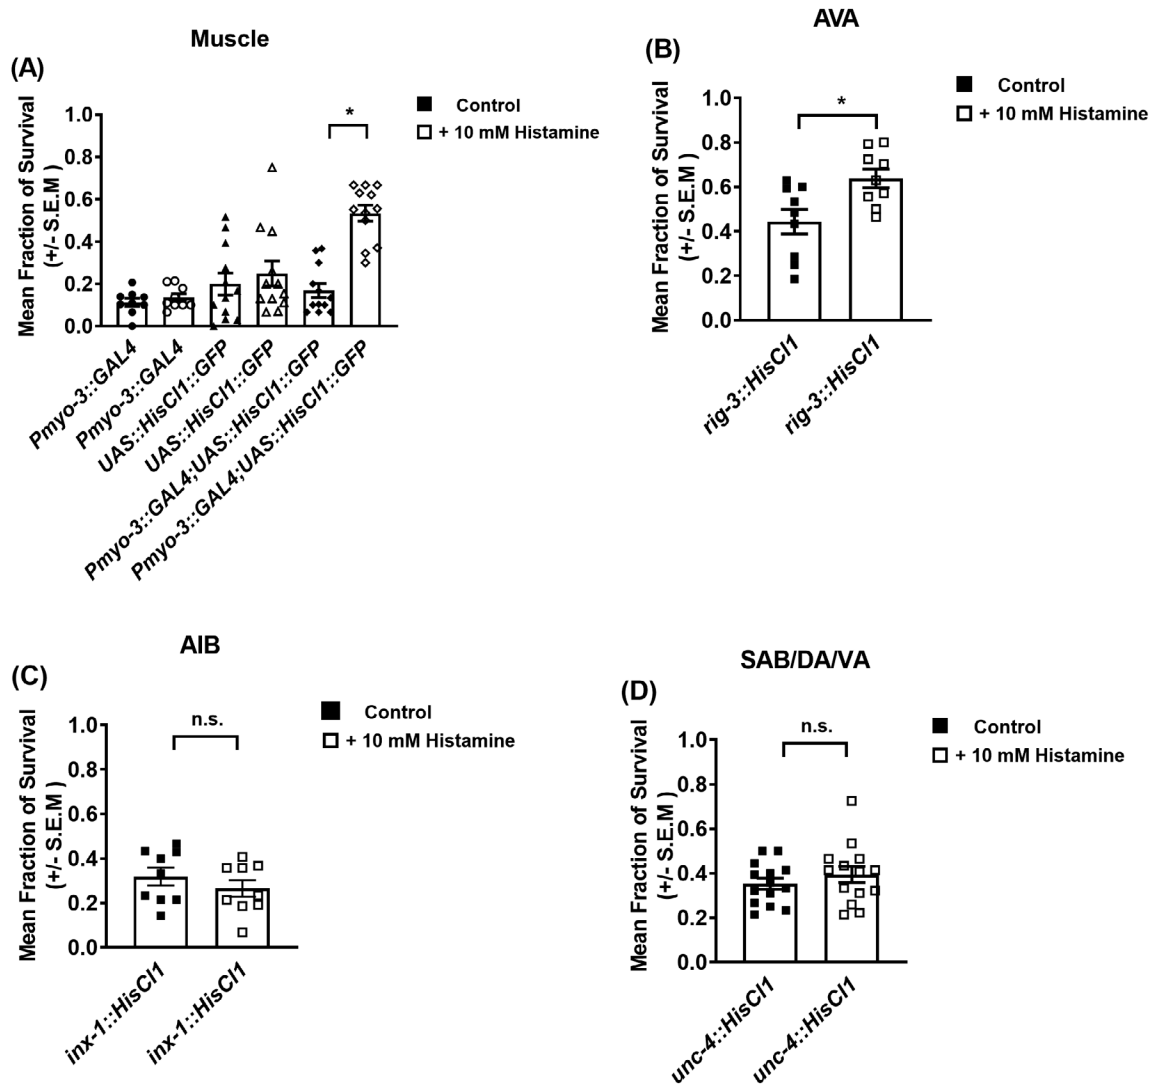 Muscle
(A)
Mean Fraction of Survival
(+/- S.E.M )
1.0
0.8
0.6
0.4
0.2
0.0
*
Control
+ 10 mM Histamine
Pmyo-3::GAL4
Pmyo-3::GAL4
UAS::HisCl1::GFP
UAS::HisCl1::GFP
Pmyo-3::GAL4;UAS::HisCl1::GFP
Pmyo-3::GAL4;UAS::HisCl1::GFP
AVA
(B)
Mean Fraction of Survival
(+/- S.E.M )
1.0
0.8
0.6
0.4
0.2
0.0
*
Control
+ 10 mM Histamine
rig-3::HisCl1
rig-3::HisCl1
AIB
(C)
Mean Fraction of Survival
(+/- S.E.M )
1.0
0.8
0.6
0.4
0.2
0.0
n.s.
Control
+ 10 mM Histamine
inx-1::HisCl1
inx-1::HisCl1
SAB/DA/VA
(D)
Mean Fraction of Survival
(+/- S.E.M )
1.0
0.8
0.6
0.4
0.2
0.0
n.s.
Control
+ 10 mM Histamine
unc-4::HisCl1
unc-4::HisCl1